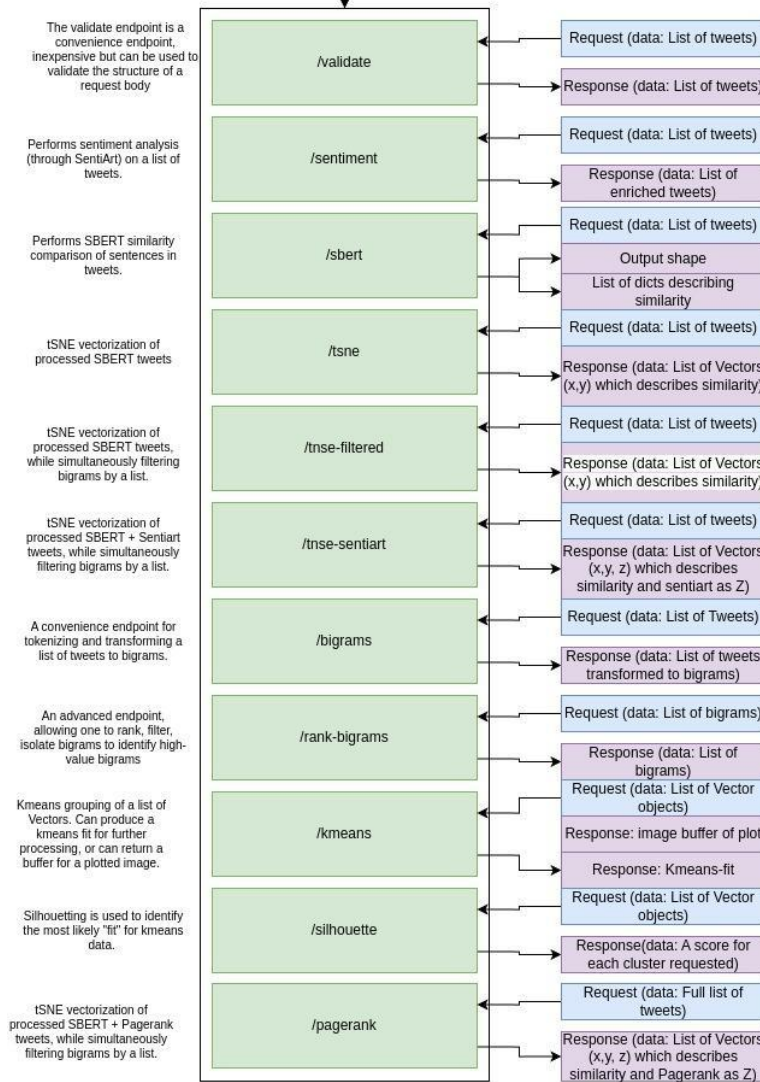 The validate endpoint is a
convenience endpoint,
inexpensive but can be used to
validate the structure of a
request body
/validate
Request (data: List of tweets)
Response (data: List of tweets)
Performs sentiment analysis
(through SentiArt) on a list of
tweets.
/sentiment
Request (data: List of tweets)
Response (data: List of
enriched tweets)
Performs SBERT similarity
comparison of sentences in
tweets.
/sbert
Request (data: List of tweets)
Output shape
List of dicts describing
similarity
tSNE vectorization of
processed SBERT tweets
/tsne
Request (data: List of tweets)
Response (data: List of Vectors
(x,y) which describes similarity)
tSNE vectorization of
processed SBERT tweets,
while simultaneously filtering
bigrams by a list.
/tnse-filtered
Request (data: List of tweets)
Response (data: List of Vectors
(x,y) which describes similarity)
tSNE vectorization of
processed SBERT + Sentiart
tweets, while simultaneously
filtering bigrams by a list.
/tnse-sentiart
Request (data: List of tweets)
Response (data: List of Vectors
(x,y, z) which describes
similarity and sentiart as Z)
A convenience endpoint for
tokenizing and transforming a
list of tweets to bigrams.
/bigrams
Request (data: List of Tweets)
Response (data: List of tweets
transformed to bigrams)
An advanced endpoint,
allowing one to rank, filter,
isolate bigrams to identify high-
value bigrams
/rank-bigrams
Request (data: List of bigrams)
Response (data: List of
bigrams)
Kmeans grouping of a list of
Vectors. Can produce a
kmeans fit for further
processing, or can return a
buffer for a plotted image.
/kmeans
Request (data: List of Vector
objects)
Response: image buffer of plot
Response: Kmeans-fit
Silhouetting is used to identify
the most likely "fit" for kmeans
data.
/silhouette
Request (data: List of Vector
objects)
Response(data: A score for
each cluster requested)
tSNE vectorization of
processed SBERT + Pagerank
tweets, while simultaneously
filtering bigrams by a list.
/pagerank
Request (data: Full list of
tweets)
Response (data: List of Vectors
(x,y, z) which describes
similarity and Pagerank as Z)